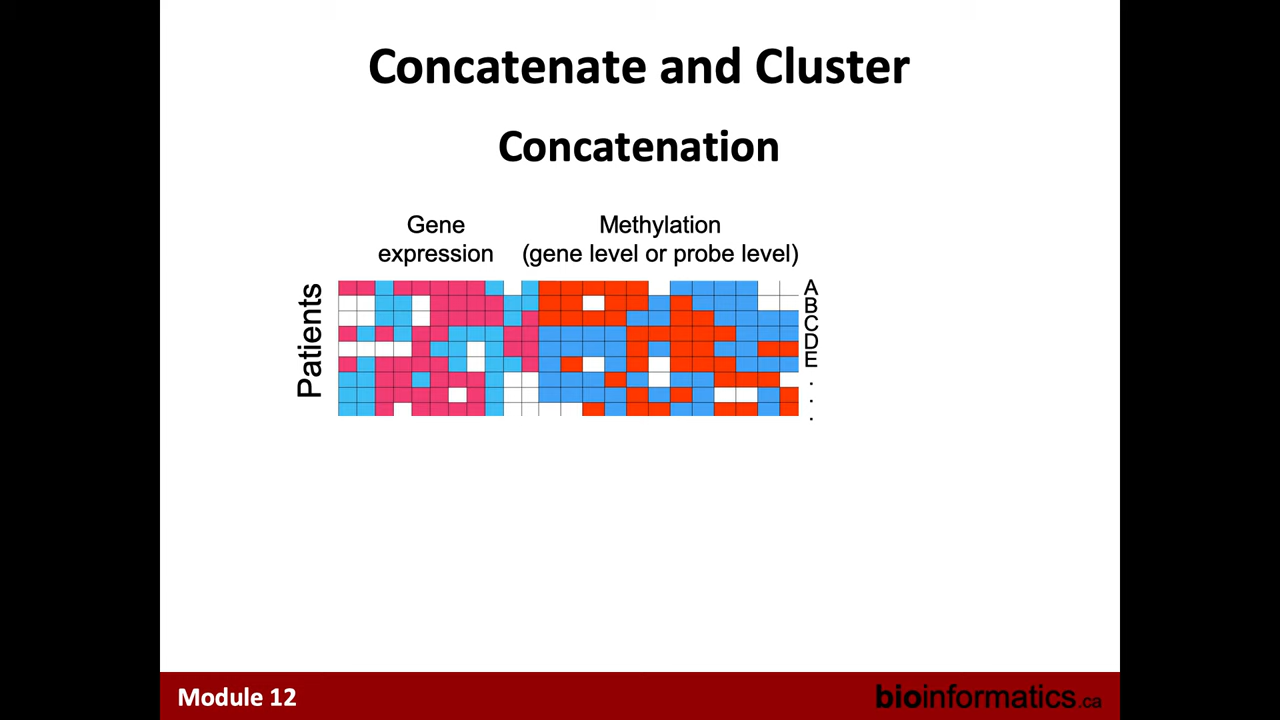 Concatenate and Cluster
Concatenation
Gene
expression
Methylation
(gene level or probe level)
Patients
A
B
C
D
E
.
.
.
Module 12
bioinformatics.ca